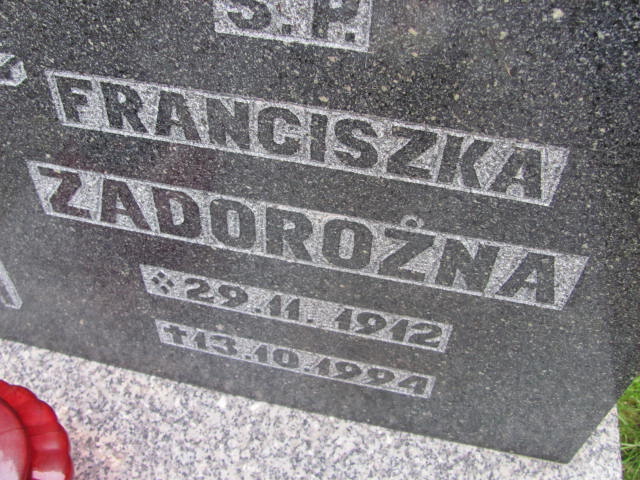 Ś.P.
FRANCISZKA
ZADOROŻNA
29.11.1912
✝13.10.1994